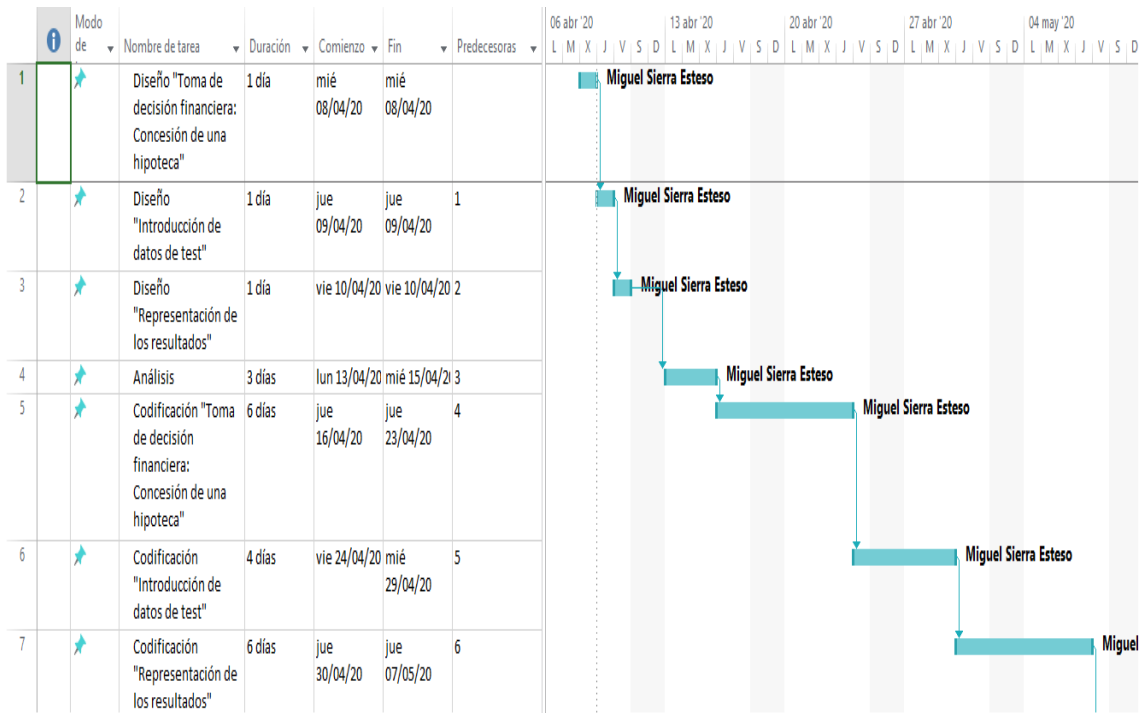 Modo
de
Nombre de tarea Duración Comienzo Fin Predecesoras
06 abr '20 13 abr '20 20 abr '20 27 abr '20 04 may '20
L M X J V S D L M X J V S D L M X J V S D L M X J V S D L M X J V S D
1 Diseño "Toma de 1 día mié mié Miguel Sierra Esteso
decisión financiera: 08/04/20 08/04/20
Concesión de una
hipoteca"
2 Diseño 1 día jue jue 1 Miguel Sierra Esteso
"Introducción de 09/04/20 09/04/20
datos de test"
3 Diseño 1 día vie 10/04/20 vie 10/04/20 2 Miguel Sierra Esteso
"Representación de
los resultados"
4 Análisis 3 días lun 13/04/20 mié 15/04/20 3 Miguel Sierra Esteso
5 Codificación "Toma 6 días jue jue 4 Miguel Sierra Esteso
de decisión 16/04/20 23/04/20
financiera:
Concesión de una
hipoteca"
6 Codificación 4 días vie 24/04/20 mié 5 Miguel Sierra Esteso
"Introducción de 29/04/20
datos de test"
7 Codificación 6 días jue jue 6 Miguel
"Representación de 30/04/20 07/05/20
los resultados"